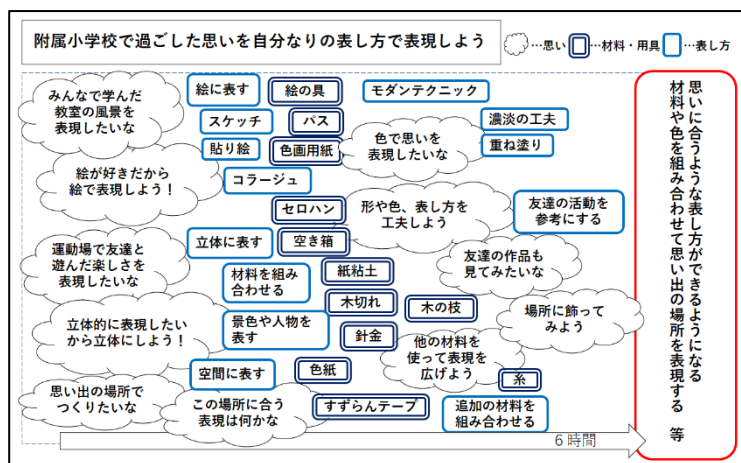 附属小学校で過ごした思いを自分なりの表し方で表現しよう
…思い
…材料・用具
…表し方
みんなで学んだ
教室の風景を
表現したいな
絵に表す
絵の具
モダンテクニック
スケッチ
パス
色で思いを
表現したいな
濃淡の工夫
貼り絵
色画用紙
重ね塗り
絵が好きだから
絵で表現しよう！
コラージュ
セロハン
形や色、表し方を
工夫しよう
友達の活動を
参考にする
運動場で友達と
遊んだ楽しさを
表現したいな
立体に表す
空き箱
材料を組み
合わせる
紙粘土
友達の作品も
見てみたいな
木切れ
木の枝
場所に飾って
みよう
立体的に表現したい
から立体にしよう！
景色や人物を
表す
針金
他の材料を
使って表現を
広げよう
空間に表す
色紙
糸
思い出の場所で
つくりたいな
この場所に合う
表現は何かな
すずらんテープ
追加の材料を
組み合わせる
6時間
思いに合うような表し方ができるようになる
材料や色を組み合わせて思い出の場所を表現する 等